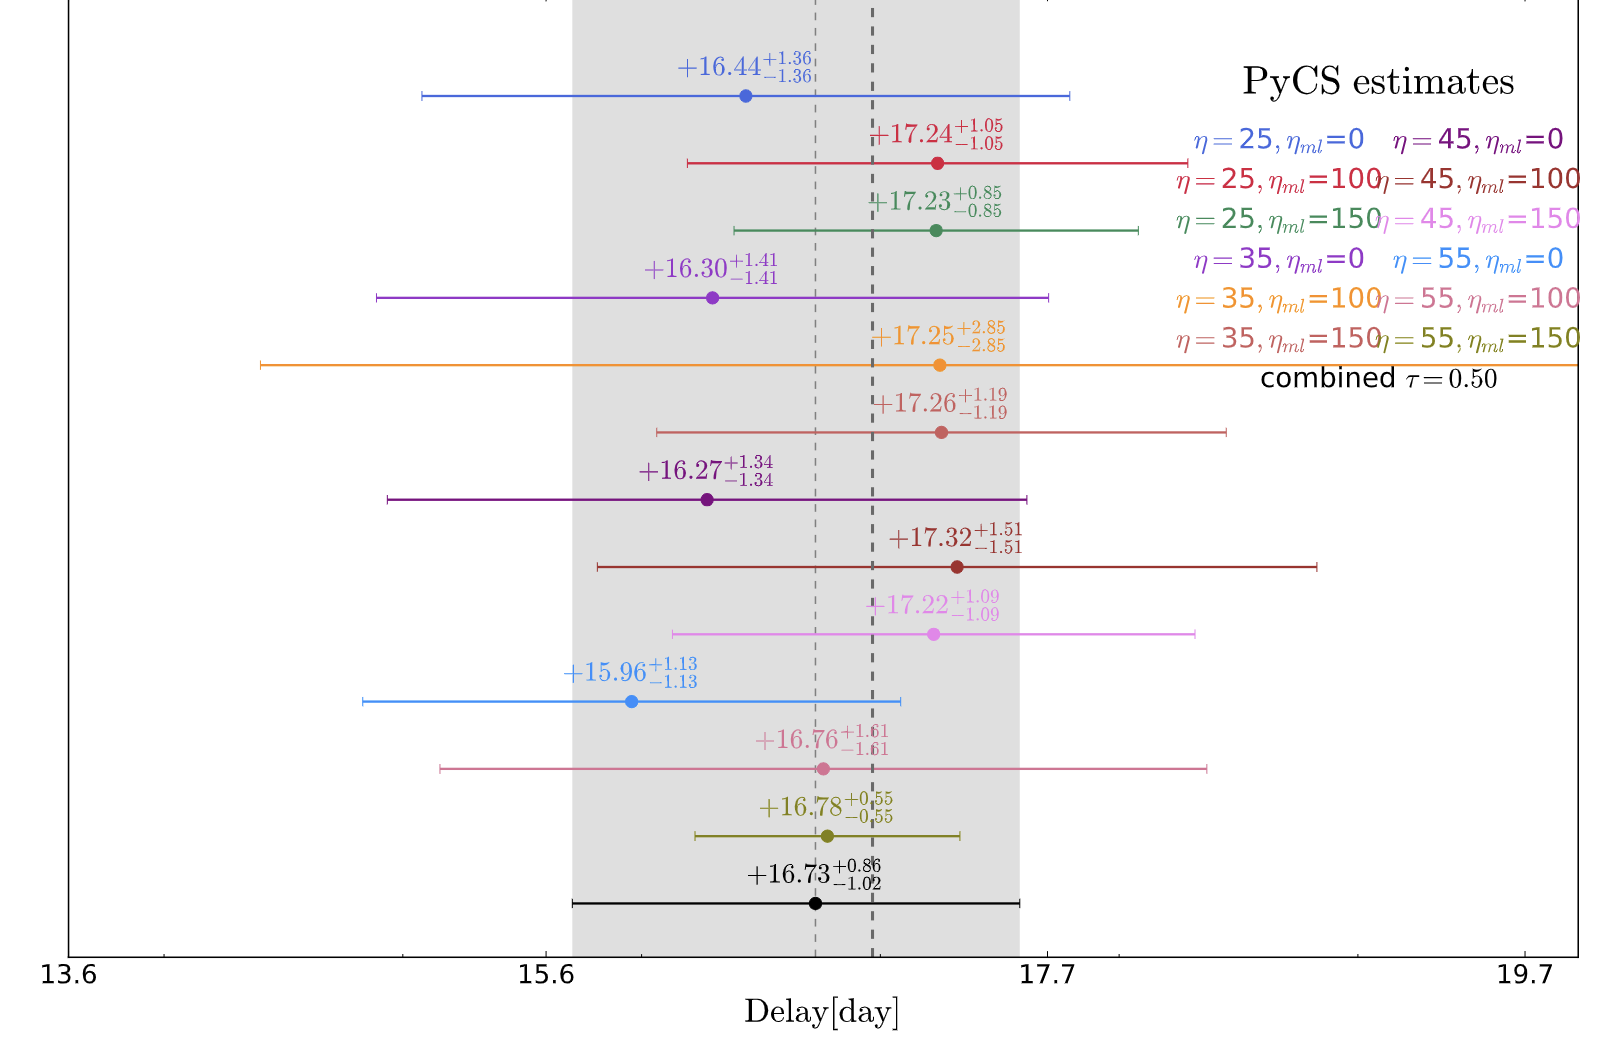 +16.44 +1.36 −1.36
PyCS estimates
+17.24 +1.05 −1.05
η = 25, ηml=0 η = 45, ηml=0
η = 25, ηml=100 η = 45, ηml=100
+17.23 +0.85 −0.85
η = 25, ηml=150 η = 45, ηml=150
+16.30 +1.41 −1.41
η = 35, ηml=0 η = 55, ηml=0
η = 35, ηml=100 η = 55, ηml=100
+17.25 +2.85 −2.85
η = 35, ηml=150 η = 55, ηml=150
combined τ = 0.50
+17.26 +1.19 −1.19
+16.27 +1.34 −1.34
+17.32 +1.51 −1.51
+17.22 +1.09 −1.09
+15.96 +1.13 −1.13
+16.76 +1.61 −1.61
+16.78 +0.55 −0.55
+16.73 +0.86 −1.02
13.6 15.6 17.7 19.7
Delay[day]